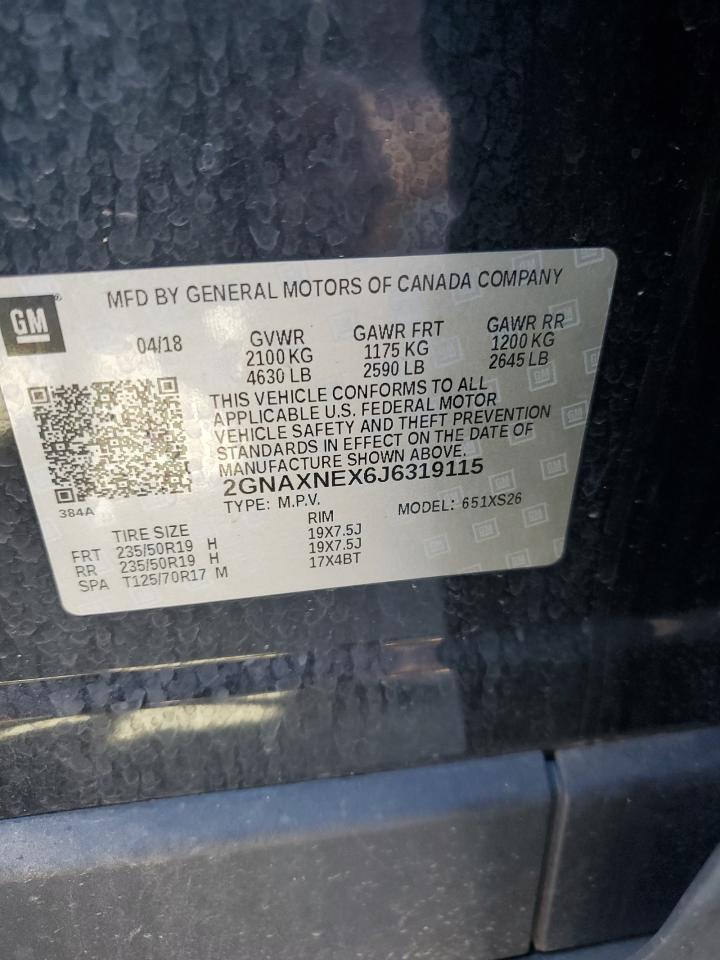 MFD BY GENERAL MOTORS OF CANADA COMPANY
GM
04/18 GVWR GAWR FRT GAWR RR
2100 KG 1175 KG 1200 KG
4630 LB 2590 LB 2645 LB
THIS VEHICLE CONFORMS TO ALL
APPLICABLE U.S. FEDERAL MOTOR
VEHICLE SAFETY AND THEFT PREVENTION
STANDARDS IN EFFECT ON THE DATE OF
MANUFACTURE SHOWN ABOVE.
2GNAXNEX6J6319115
384A
TYPE: M.P.V. MODEL: 651XS26
TIRE SIZE RIM
FRT 235/50R19 H 19X7.5J
RR 235/50R19 H 19X7.5J
SPA T125/70R17 M 17X4BT